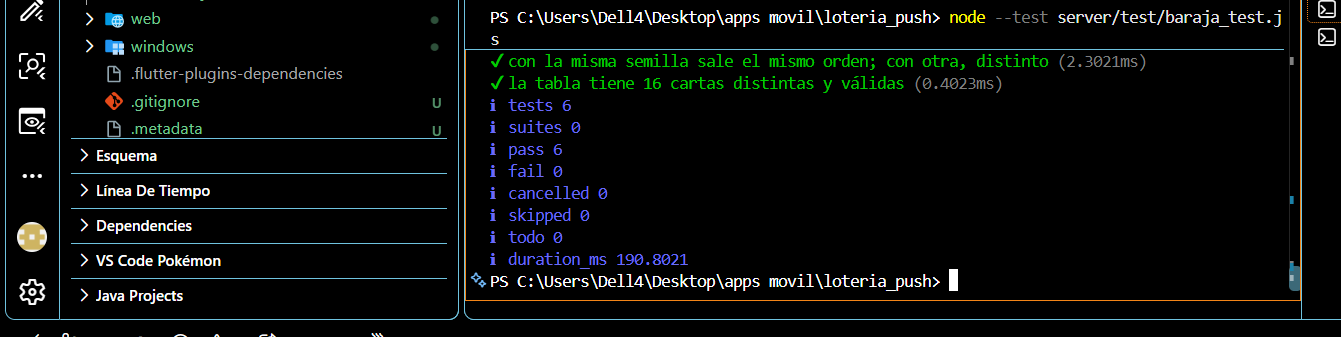 web
windows
.flutter-plugins-dependencies
.gitignore U
.metadata U
Esquema
Línea De Tiempo
Dependencies
VS Code Pokémon
Java Projects
PS C:\Users\Dell4\Desktop\apps movil\loteria_push> node --test server/test/baraja_test.j
s
✔ con la misma semilla sale el mismo orden; con otra, distinto (2.3021ms)
✔ la tabla tiene 16 cartas distintas y válidas (0.4023ms)
ℹ tests 6
ℹ suites 0
ℹ pass 6
ℹ fail 0
ℹ cancelled 0
ℹ skipped 0
ℹ todo 0
ℹ duration_ms 190.8021
PS C:\Users\Dell4\Desktop\apps movil\loteria_push>